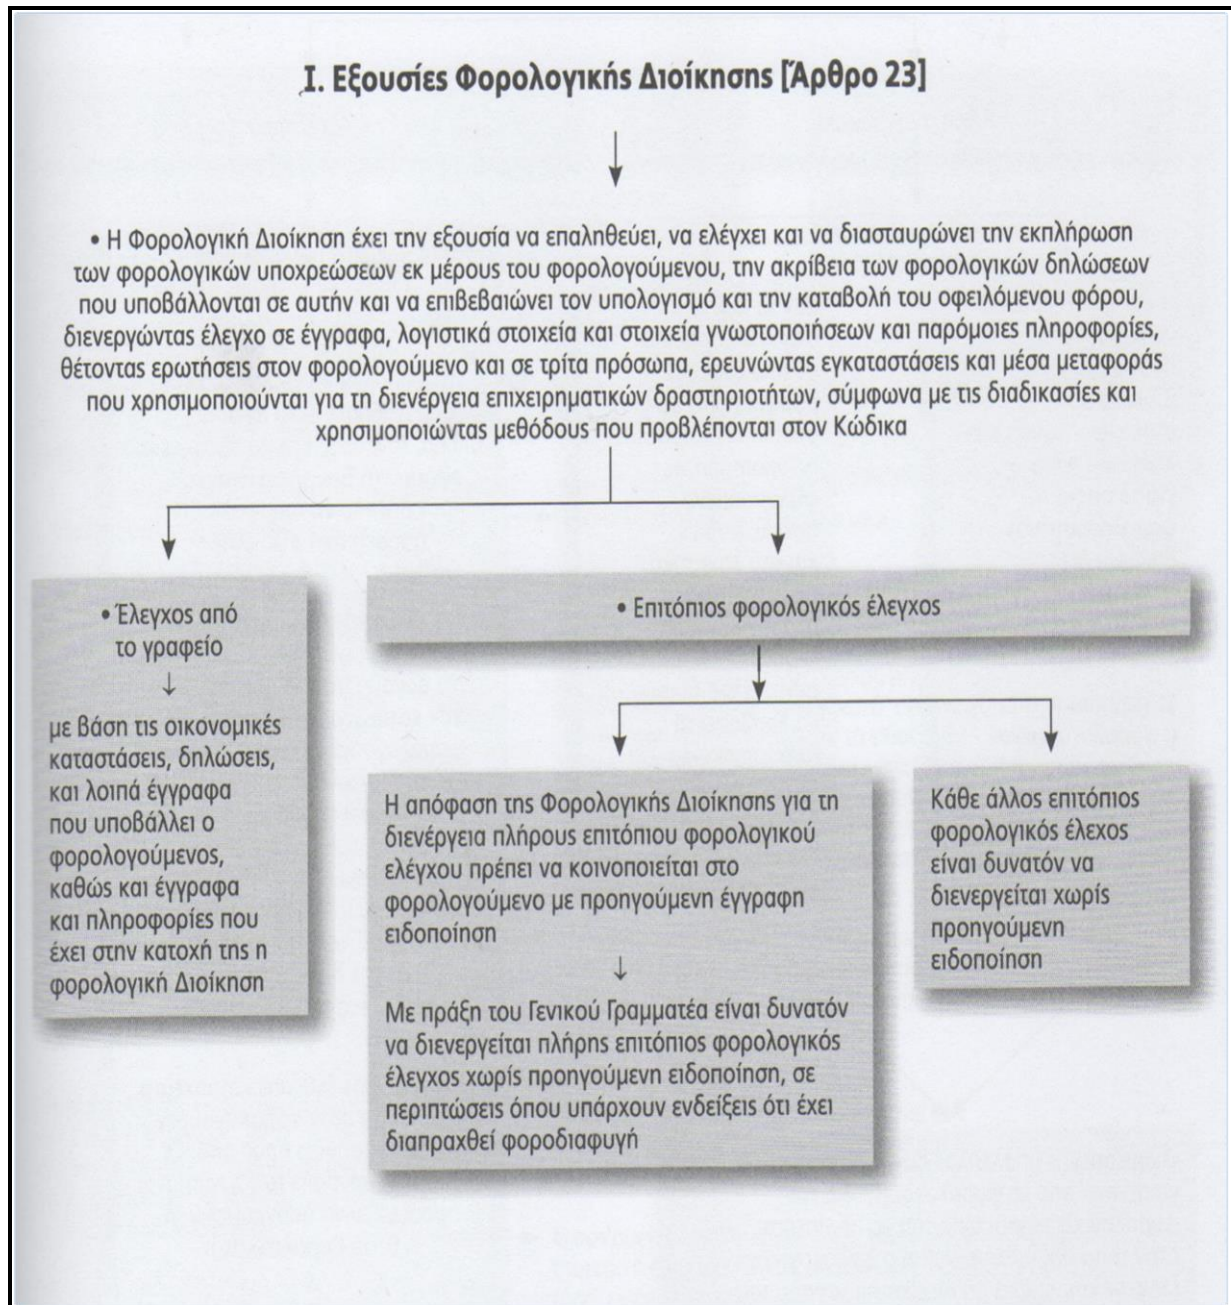 I. Εξουσίες Φορολογικής Διοίκησης [Άρθρο 23]
• Η Φορολογική Διοίκηση έχει την εξουσία να επαληθεύει, να ελέγχει και να διασταυρώνει την εκπλήρωση
των φορολογικών υποχρεώσεων εκ μέρους του φορολογούμενου, την ακρίβεια των φορολογικών δηλώσεων
που υποβάλλονται σε αυτήν και να επιβεβαιώνει τον υπολογισμό και την καταβολή του οφειλόμενου φόρου,
διενεργώντας έλεγχο σε έγγραφα, λογιστικά στοιχεία και στοιχεία γνωστοποιήσεων και παρόμοιες πληροφορίες,
θέτοντας ερωτήσεις στον φορολογούμενο και σε τρίτα πρόσωπα, ερευνώντας εγκαταστάσεις και μέσα μεταφοράς
που χρησιμοποιούνται για τη διενέργεια επιχειρηματικών δραστηριοτήτων, σύμφωνα με τις διαδικασίες και
χρησιμοποιώντας μεθόδους που προβλέπονται στον Κώδικα
• Έλεγχος από
το γραφείο
με βάση τις οικονομικές
καταστάσεις, δηλώσεις,
και λοιπά έγγραφα
που υποβάλλει ο
φορολογούμενος,
καθώς και έγγραφα
και πληροφορίες που
έχει στην κατοχή της η
φορολογική Διοίκηση
• Επιτόπιος φορολογικός έλεγχος
Η απόφαση της Φορολογικής Διοίκησης για τη
διενέργεια πλήρους επιτόπιου φορολογικού
ελέγχου πρέπει να κοινοποιείται στο
φορολογούμενο με προηγούμενη έγγραφη
ειδοποίηση
Με πράξη του Γενικού Γραμματέα είναι δυνατόν
να διενεργείται πλήρης επιτόπιος φορολογικός
έλεγχος χωρίς προηγούμενη ειδοποίηση, σε
περιπτώσεις όπου υπάρχουν ενδείξεις ότι έχει
διαπραχθεί φοροδιαφυγή
Κάθε άλλος επιτόπιος
φορολογικός έλεχος
είναι δυνατόν να
διενεργείται χωρίς
προηγούμενη
ειδοποίηση